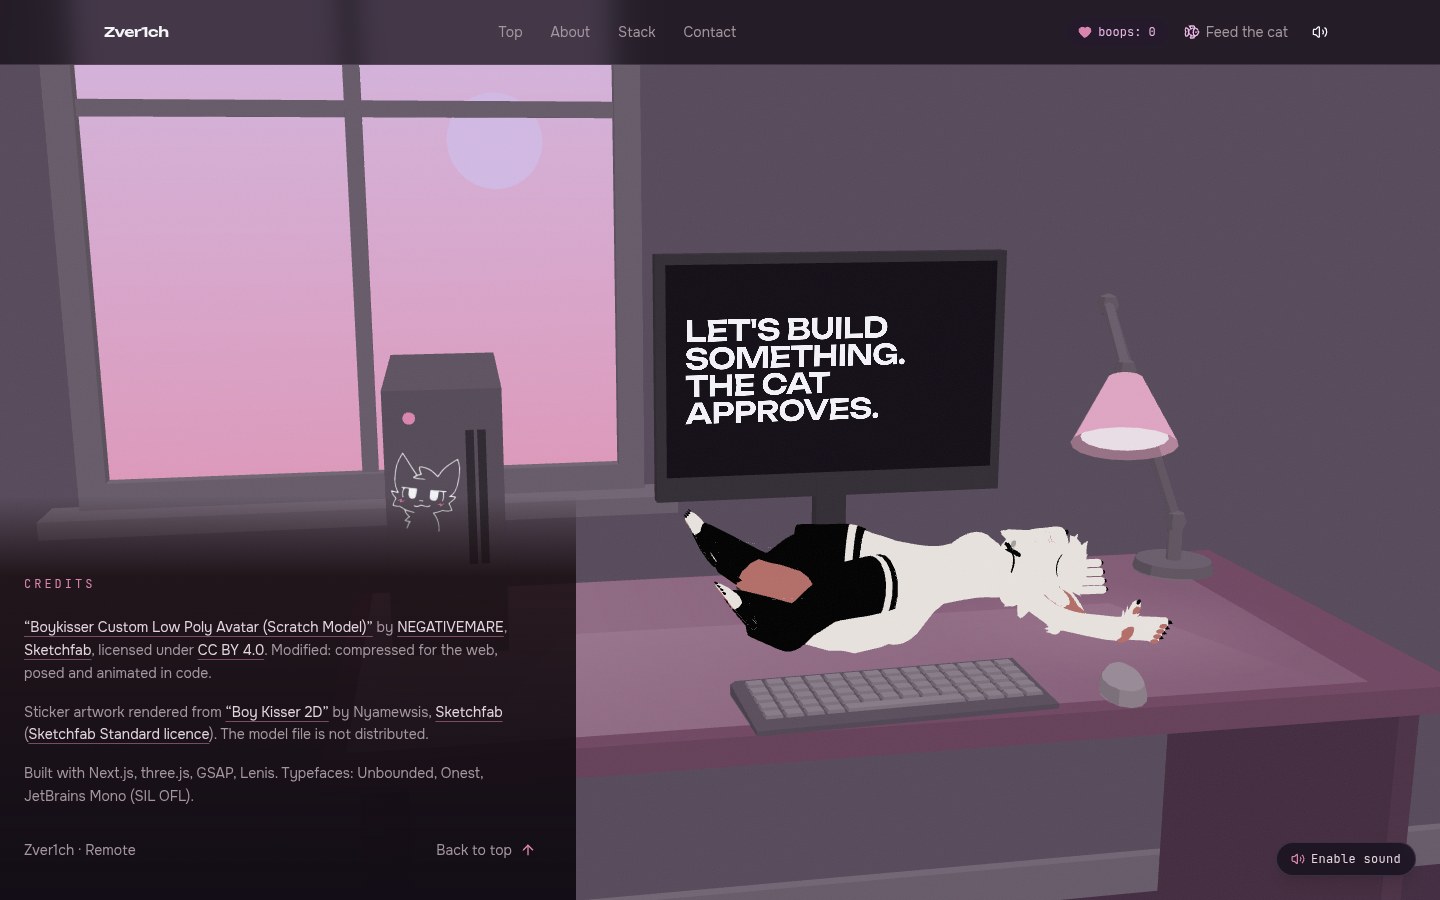 Zver1ch
Top
About
Stack
Contact
boops: 0
Feed the cat
LET'S BUILD
SOMETHING.
THE CAT
APPROVES.
CREDITS
“Boykisser Custom Low Poly Avatar (Scratch Model)” by NEGATIVEMARE,
Sketchfab, licensed under CC BY 4.0. Modified: compressed for the web,
posed and animated in code.
Sticker artwork rendered from “Boy Kisser 2D” by Nyamewsis, Sketchfab
(Sketchfab Standard licence). The model file is not distributed.
Built with Next.js, three.js, GSAP, Lenis. Typefaces: Unbounded, Onest,
JetBrains Mono (SIL OFL).
Zver1ch · Remote
Back to top
Enable sound